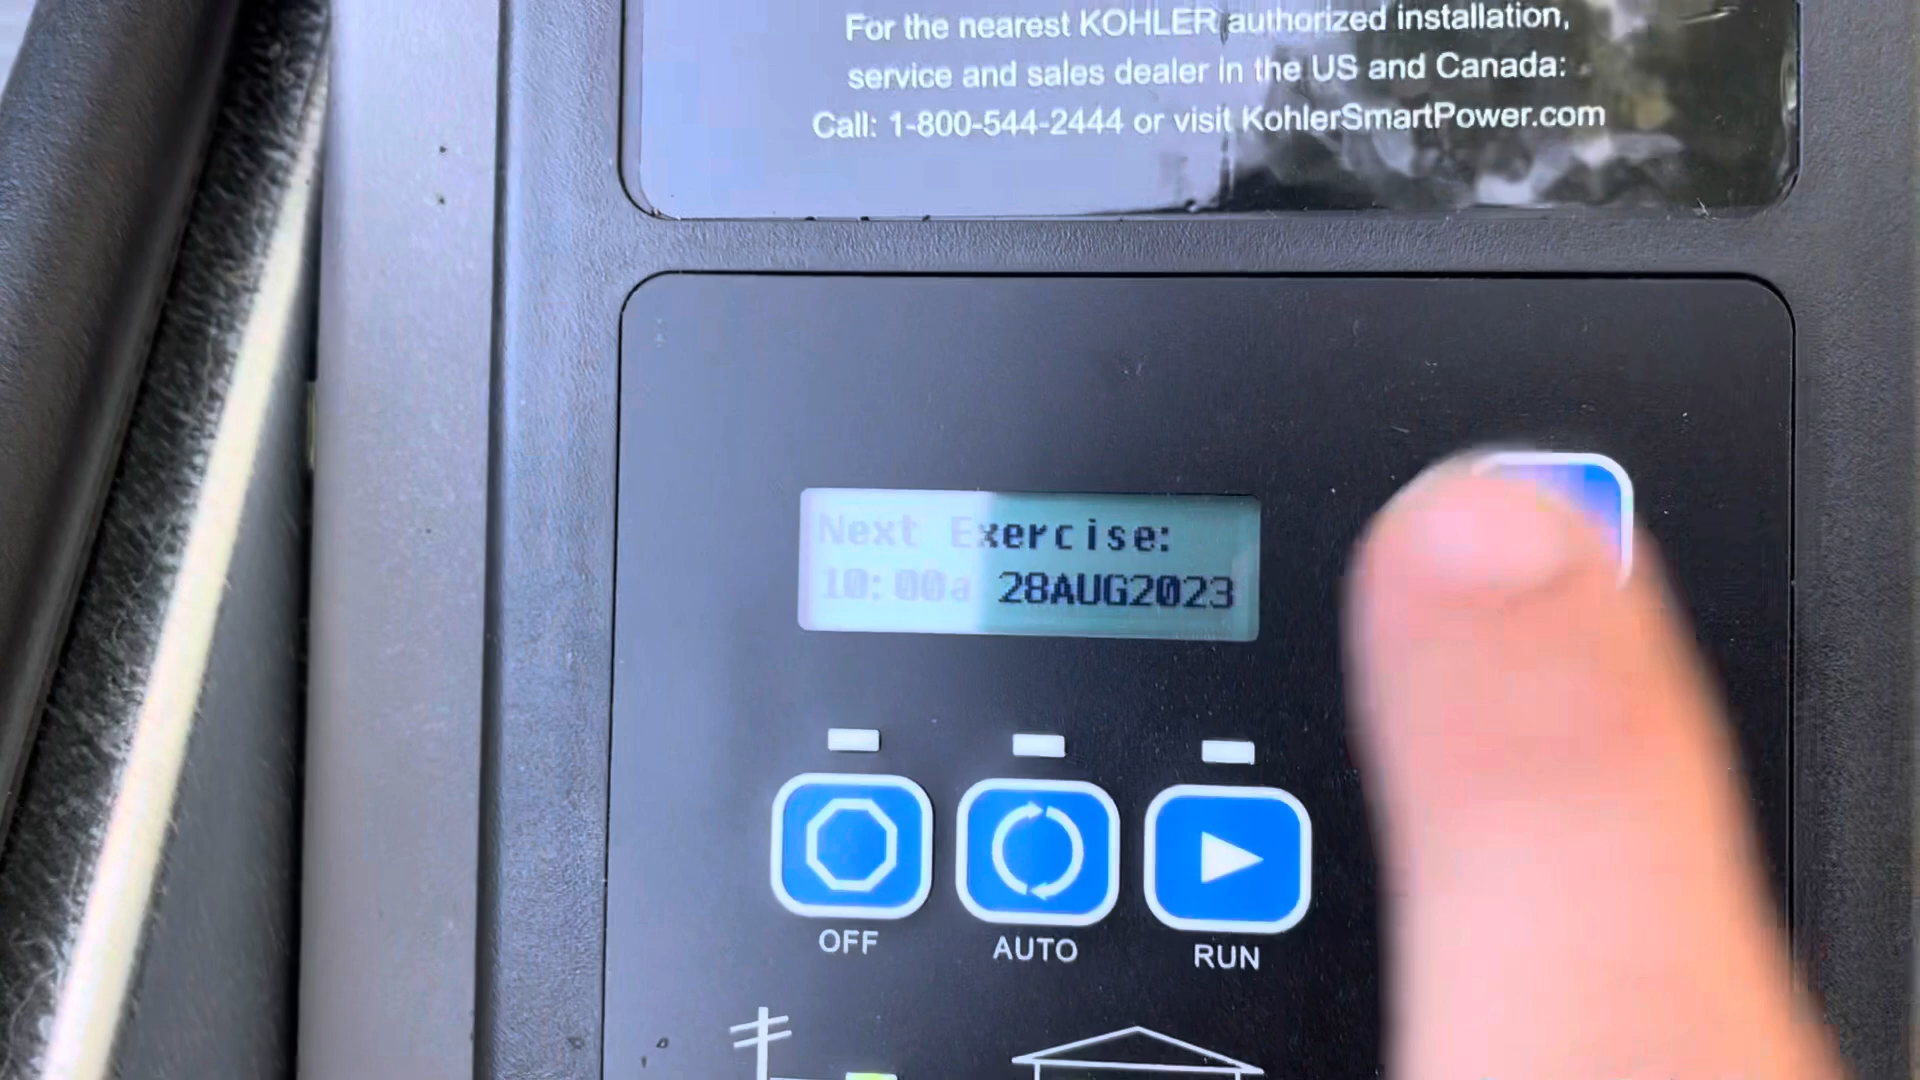 For the nearest KOHLER authorized installation,
service and sales dealer in the US and Canada:
Call: 1-800-544-2444 or visit KohlerSmartPower.com
Next Exercise:
10:00a 28AUG2023
OFF
AUTO
RUN